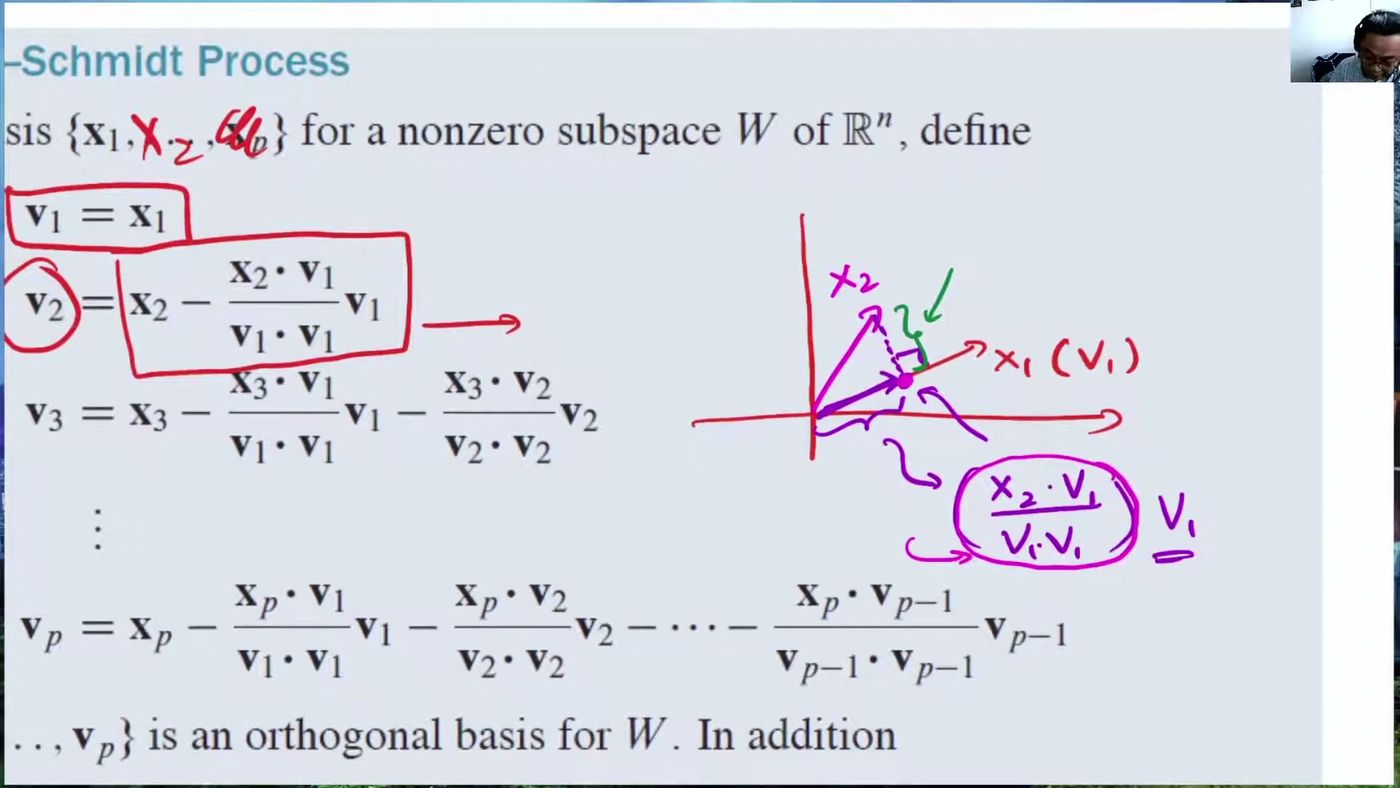 –Schmidt Process
sis {x₁, x₂, ..., xₚ} for a nonzero subspace W of ℝⁿ, define
v₁ = x₁
v₂ = x₂ − (x₂ · v₁)/(v₁ · v₁) v₁
v₃ = x₃ − (x₃ · v₁)/(v₁ · v₁) v₁ − (x₃ · v₂)/(v₂ · v₂) v₂
⋮
vₚ = xₚ − (xₚ · v₁)/(v₁ · v₁) v₁ − (xₚ · v₂)/(v₂ · v₂) v₂ − ⋯ − (xₚ · vₚ₋₁)/(vₚ₋₁ · vₚ₋₁) vₚ₋₁
. . , vₚ} is an orthogonal basis for W. In addition
x₂
x₁ (v₁)
(x₂ · v₁)/(v₁ · v₁) v₁